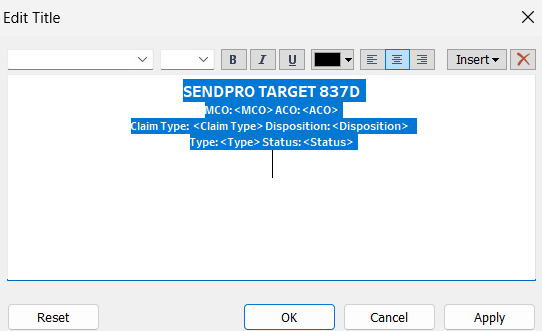 Edit Title
B I U Insert
SENDPRO TARGET 837D
MCO: <MCO> ACO: <ACO>
Claim Type: <Claim Type> Disposition: <Disposition>
Type: <Type> Status: <Status>
Reset OK Cancel Apply